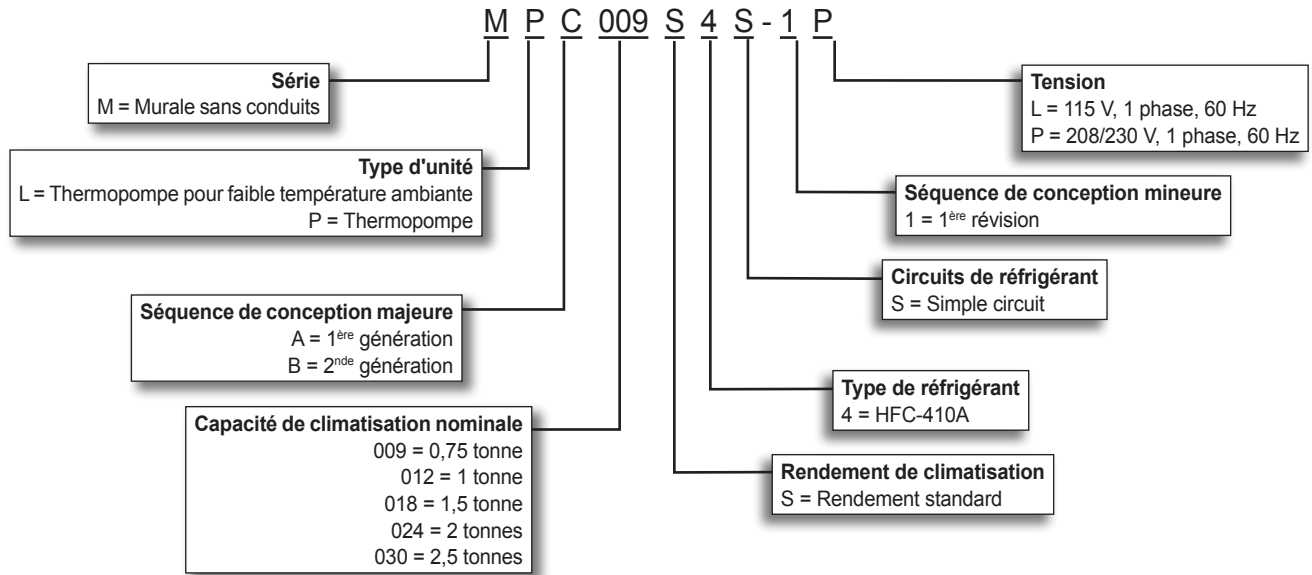 M P C 009 S 4 S - 1 P
Série
M = Murale sans conduits
Type d'unité
L = Thermopompe pour faible température ambiante
P = Thermopompe
Séquence de conception majeure
A = 1ère génération
B = 2nde génération
Capacité de climatisation nominale
009 = 0,75 tonne
012 = 1 tonne
018 = 1,5 tonne
024 = 2 tonnes
030 = 2,5 tonnes
Tension
L = 115 V, 1 phase, 60 Hz
P = 208/230 V, 1 phase, 60 Hz
Séquence de conception mineure
1 = 1ère révision
Circuits de réfrigérant
S = Simple circuit
Type de réfrigérant
4 = HFC-410A
Rendement de climatisation
S = Rendement standard